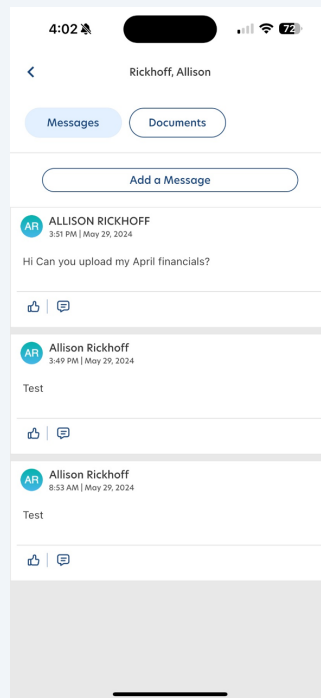 4:02
72
Rickhoff, Allison
Messages
Documents
Add a Message
AR
ALLISON RICKHOFF
3:51 PM | May 29, 2024
Hi Can you upload my April financials?
AR
Allison Rickhoff
3:49 PM | May 29, 2024
Test
AR
Allison Rickhoff
8:53 AM | May 29, 2024
Test